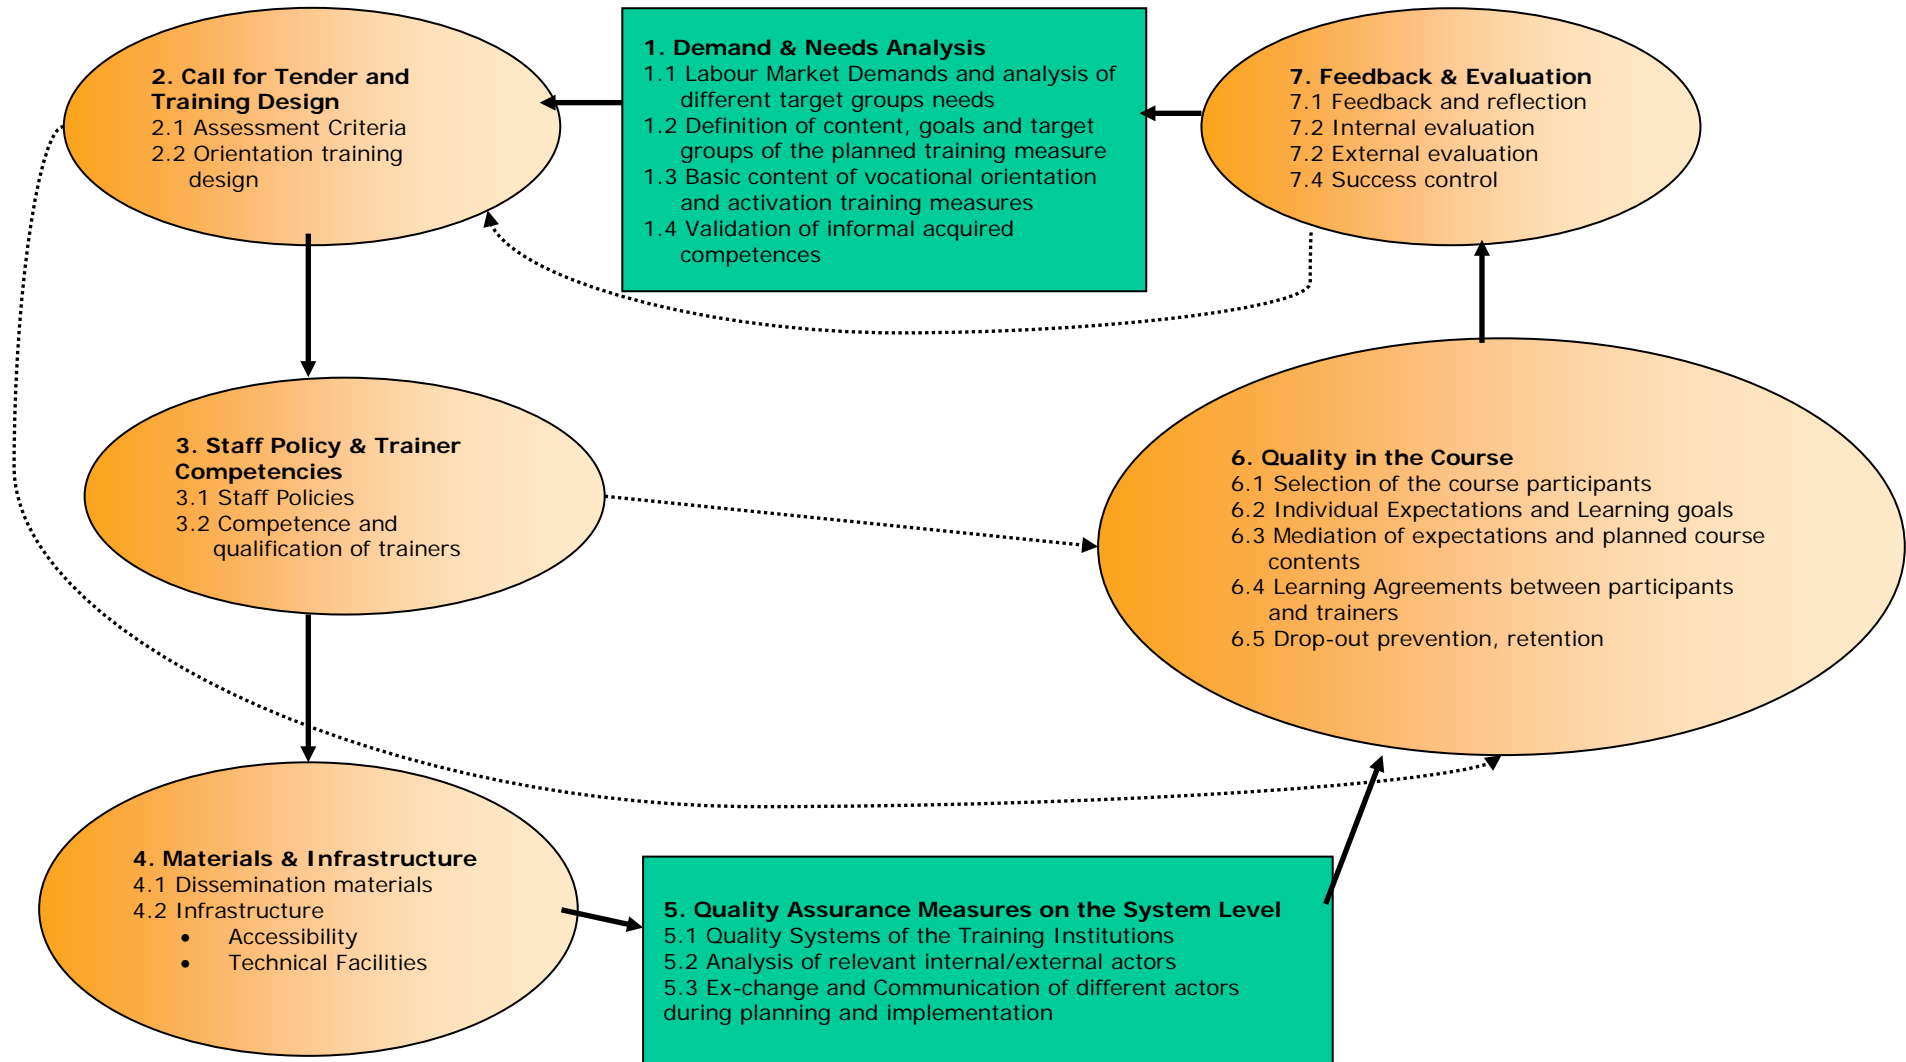 1. Demand & Needs Analysis
1.1 Labour Market Demands and analysis of
different target groups needs
1.2 Definition of content, goals and target
groups of the planned training measure
1.3 Basic content of vocational orientation
and activation training measures
1.4 Validation of informal acquired
competences
2. Call for Tender and
Training Design
2.1 Assessment Criteria
2.2 Orientation training
design
3. Staff Policy & Trainer
Competencies
3.1 Staff Policies
3.2 Competence and
qualification of trainers
4. Materials & Infrastructure
4.1 Dissemination materials
4.2 Infrastructure
• Accessibility
• Technical Facilities
5. Quality Assurance Measures on the System Level
5.1 Quality Systems of the Training Institutions
5.2 Analysis of relevant internal/external actors
5.3 Ex-change and Communication of different actors
during planning and implementation
6. Quality in the Course
6.1 Selection of the course participants
6.2 Individual Expectations and Learning goals
6.3 Mediation of expectations and planned course
contents
6.4 Learning Agreements between participants
and trainers
6.5 Drop-out prevention, retention
7. Feedback & Evaluation
7.1 Feedback and reflection
7.2 Internal evaluation
7.2 External evaluation
7.4 Success control